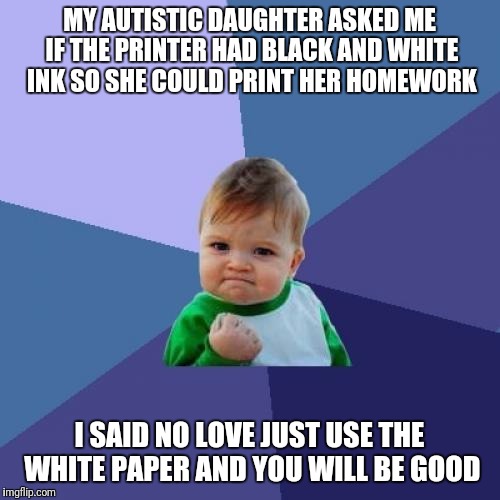 MY AUTISTIC DAUGHTER ASKED ME
IF THE PRINTER HAD BLACK AND WHITE
INK SO SHE COULD PRINT HER HOMEWORK
I SAID NO LOVE JUST USE THE
WHITE PAPER AND YOU WILL BE GOOD
imgflip.com